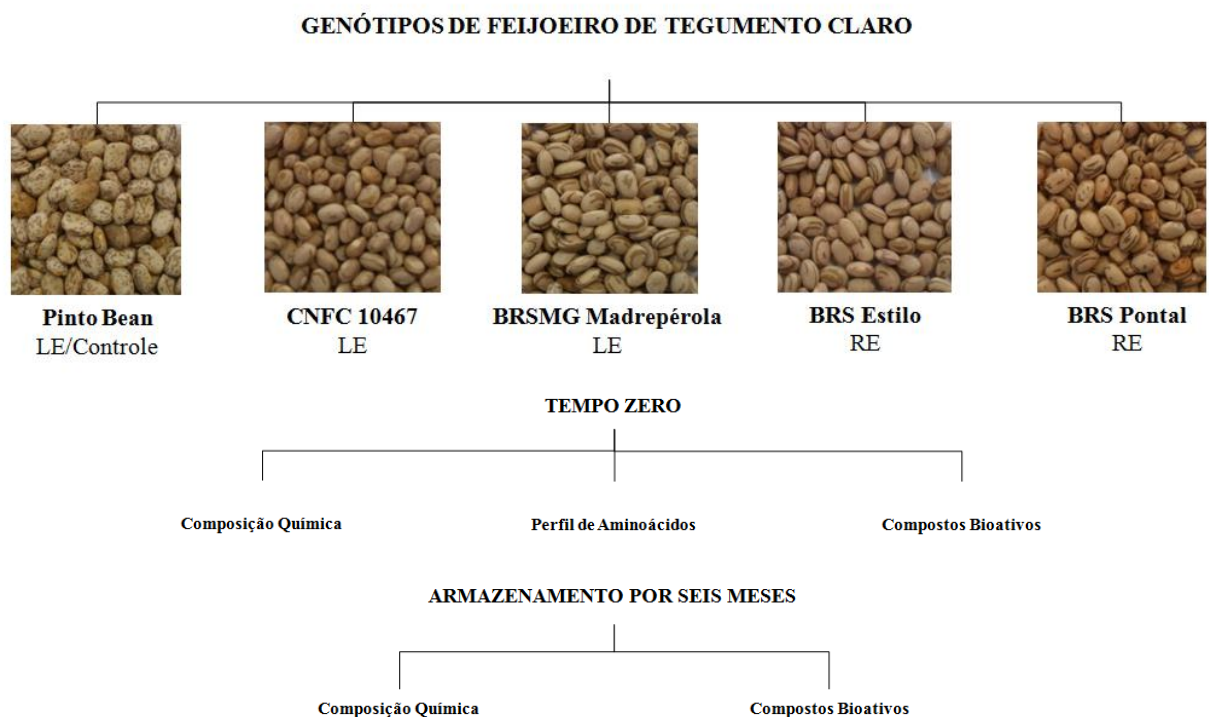 GENÓTIPOS DE FEIJOEIRO DE TEGUMENTO CLARO
Pinto Bean
LE/Controle
CNFC 10467
LE
BRSMG Madrepérola
LE
BRS Estilo
RE
BRS Pontal
RE
TEMPO ZERO
Composição Química
Perfil de Aminoácidos
Compostos Bioativos
ARMAZENAMENTO POR SEIS MESES
Composição Química
Compostos Bioativos